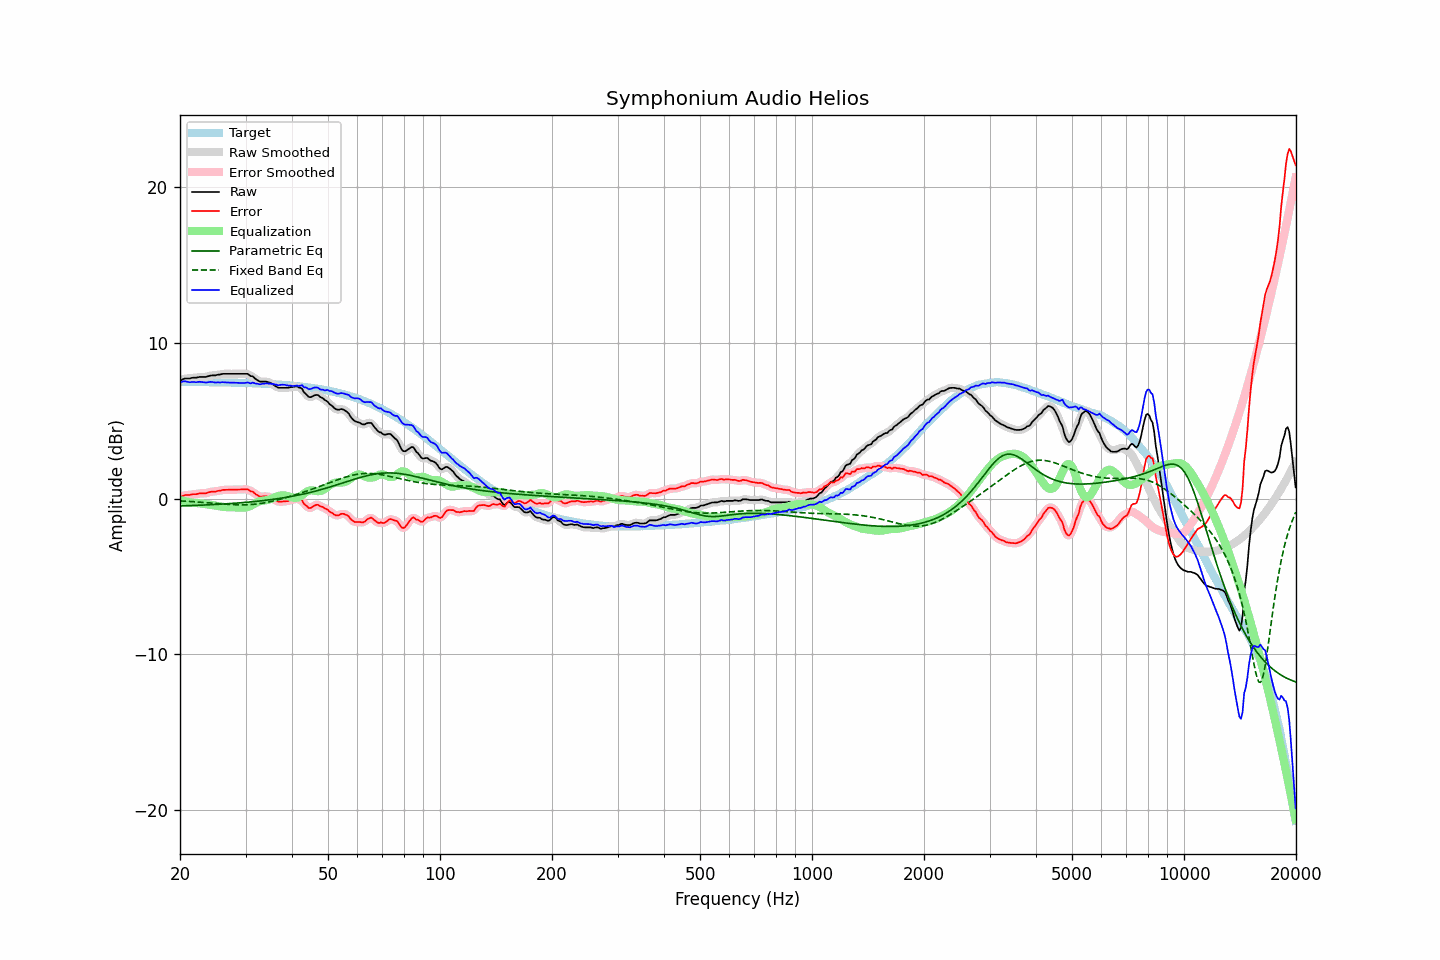 Symphonium Audio Helios
Target
Raw Smoothed
Error Smoothed
Raw
Error
Equalization
Parametric Eq
Fixed Band Eq
Equalized
20
10
0
−10
−20
Amplitude (dBr)
20 50 100 200 500 1000 2000 5000 10000 20000
Frequency (Hz)